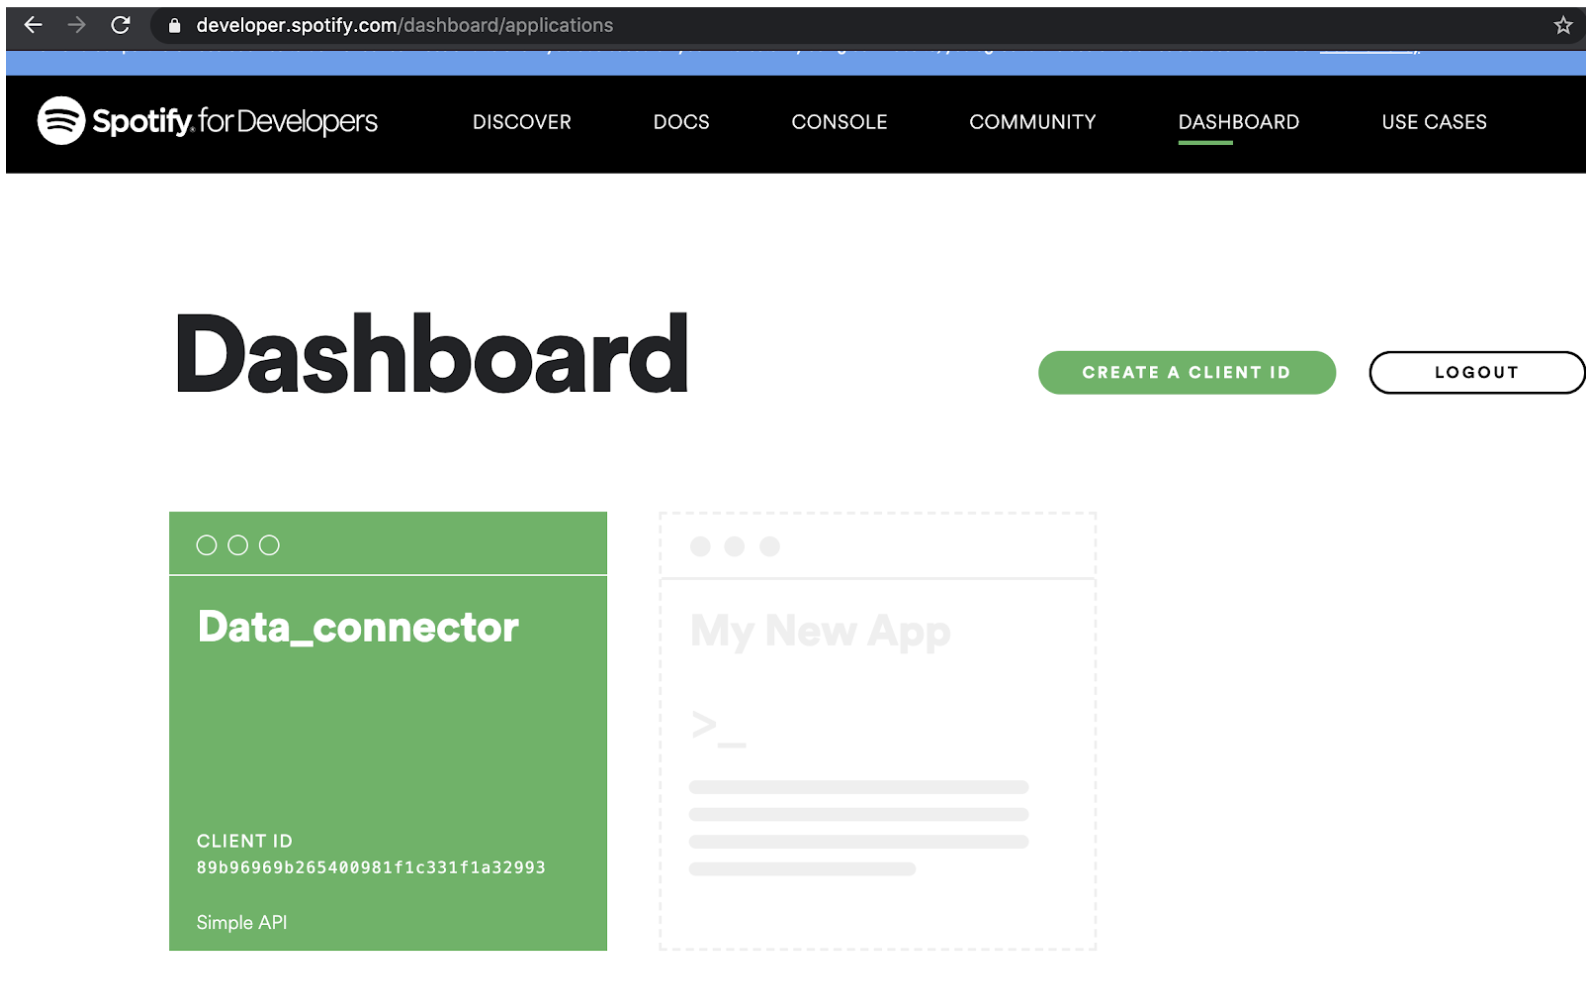 developer.spotify.com/dashboard/applications
Spotify for Developers
DISCOVER
DOCS
CONSOLE
COMMUNITY
DASHBOARD
USE CASES
Dashboard
CREATE A CLIENT ID
LOGOUT
Data_connector
CLIENT ID
89b96969b265400981f1c331f1a32993
Simple API
My New App
>_